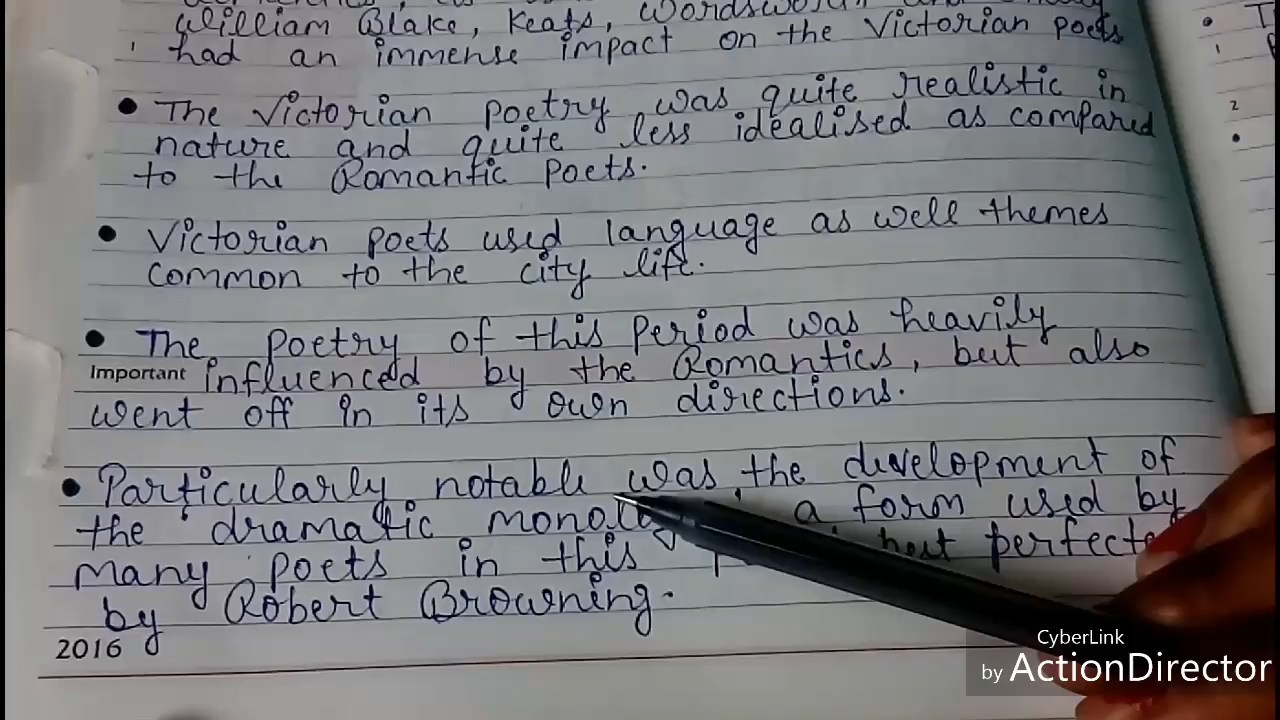 William Blake, Keats, Wordsworth
had an immense impact on the Victorian poets
• The Victorian poetry was quite realistic in
nature and quite less idealised as compared
to the Romantic Poets.
• Victorian poets used language as well themes
common to the city life.
• The Poetry of this Period was heavily
Important influenced by the Romantics, but also
went off in its own directions.
• Particularly notable was the development of
the dramatic a form used by
many poets in this but
by Robert Browning.
2016
CyberLink
by ActionDirector